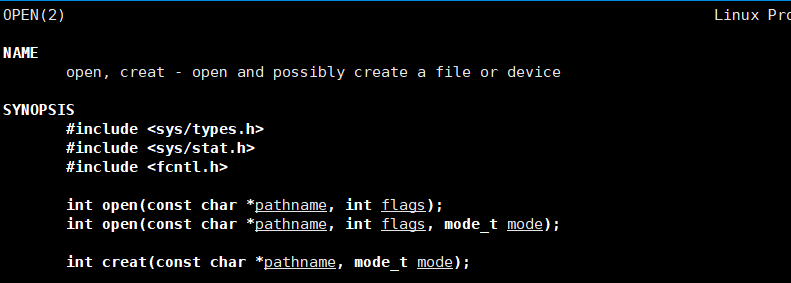 OPEN(2) Linux Pro
NAME
open, creat - open and possibly create a file or device
SYNOPSIS
#include <sys/types.h>
#include <sys/stat.h>
#include <fcntl.h>
int open(const char *pathname, int flags);
int open(const char *pathname, int flags, mode_t mode);
int creat(const char *pathname, mode_t mode);